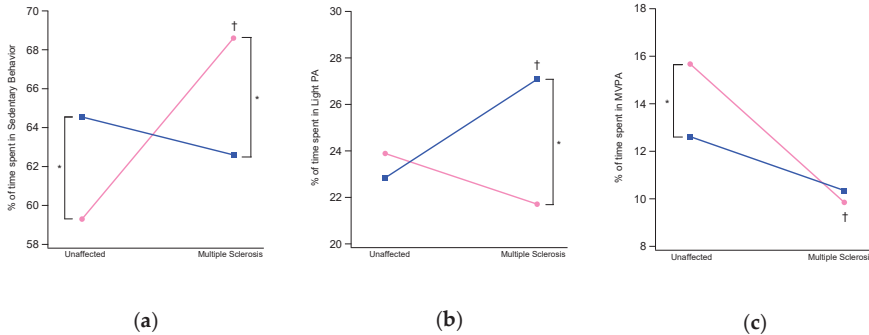 70
68
66
64
62
60
58
% of time spent in Sedentary Behavior
*
†
*
Unaffected
Multiple Sclerosis
(a)
30
28
26
24
22
20
% of time spent in Light PA
†
*
Unaffected
Multiple Sclerosis
(b)
18
16
14
12
10
8
% of time spent in MVPA
*
†
Unaffected
Multiple Sclerosis
(c)